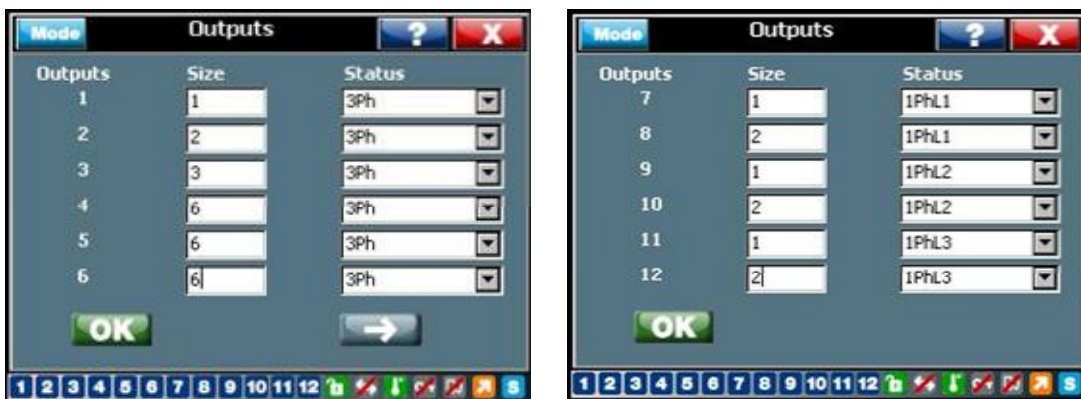 Mode Outputs ? X
Outputs Size Status
1 1 3Ph
2 2 3Ph
3 3 3Ph
4 6 3Ph
5 6 3Ph
6 6 3Ph
OK
1 2 3 4 5 6 7 8 9 10 11 12 S
Mode Outputs ? X
Outputs Size Status
7 1 1PhL1
8 2 1PhL1
9 1 1PhL2
10 2 1PhL2
11 1 1PhL3
12 2 1PhL3
OK
1 2 3 4 5 6 7 8 9 10 11 12 S